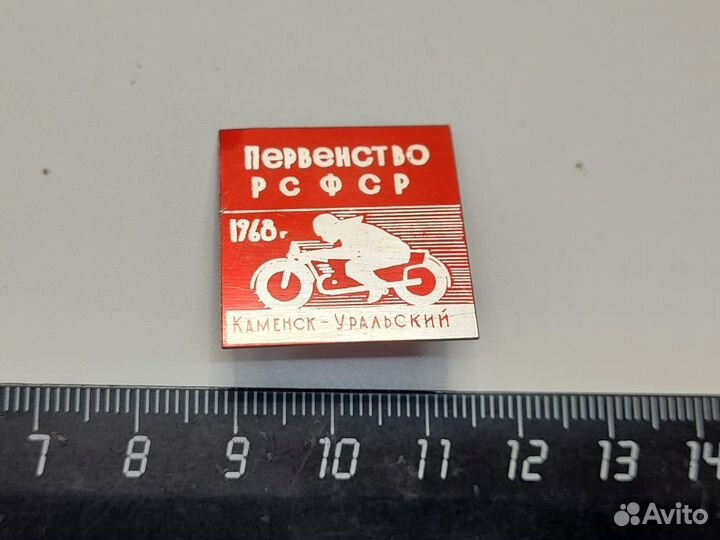 Первенство
РСФСР
1968г.
Каменск-Уральский
7 8 9 10 11 12 13 14
Avito